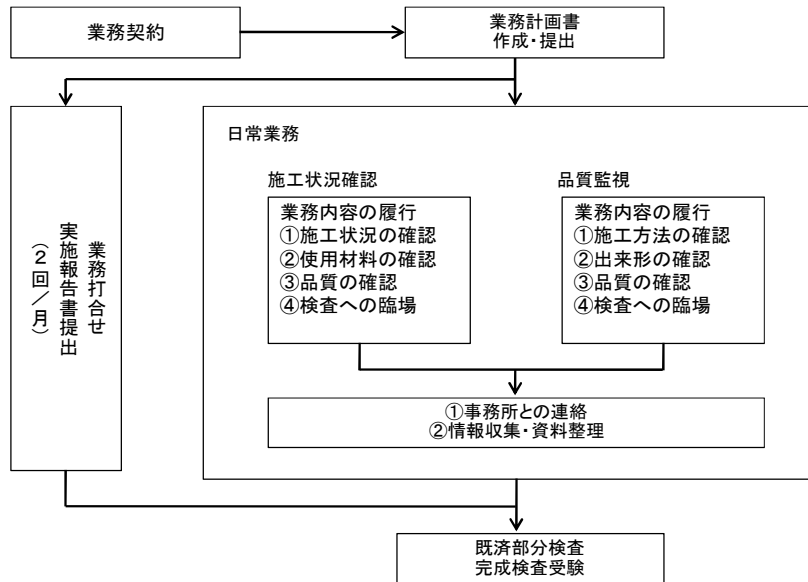 業務契約
業務計画書
作成・提出
業務打合せ
実施報告書提出
（２回／月）
日常業務
施工状況確認
業務内容の履行
①施工状況の確認
②使用材料の確認
③品質の確認
④検査への臨場
品質監視
業務内容の履行
①施工方法の確認
②出来形の確認
③品質の確認
④検査への臨場
①事務所との連絡
②情報収集・資料整理
既済部分検査
完成検査受験